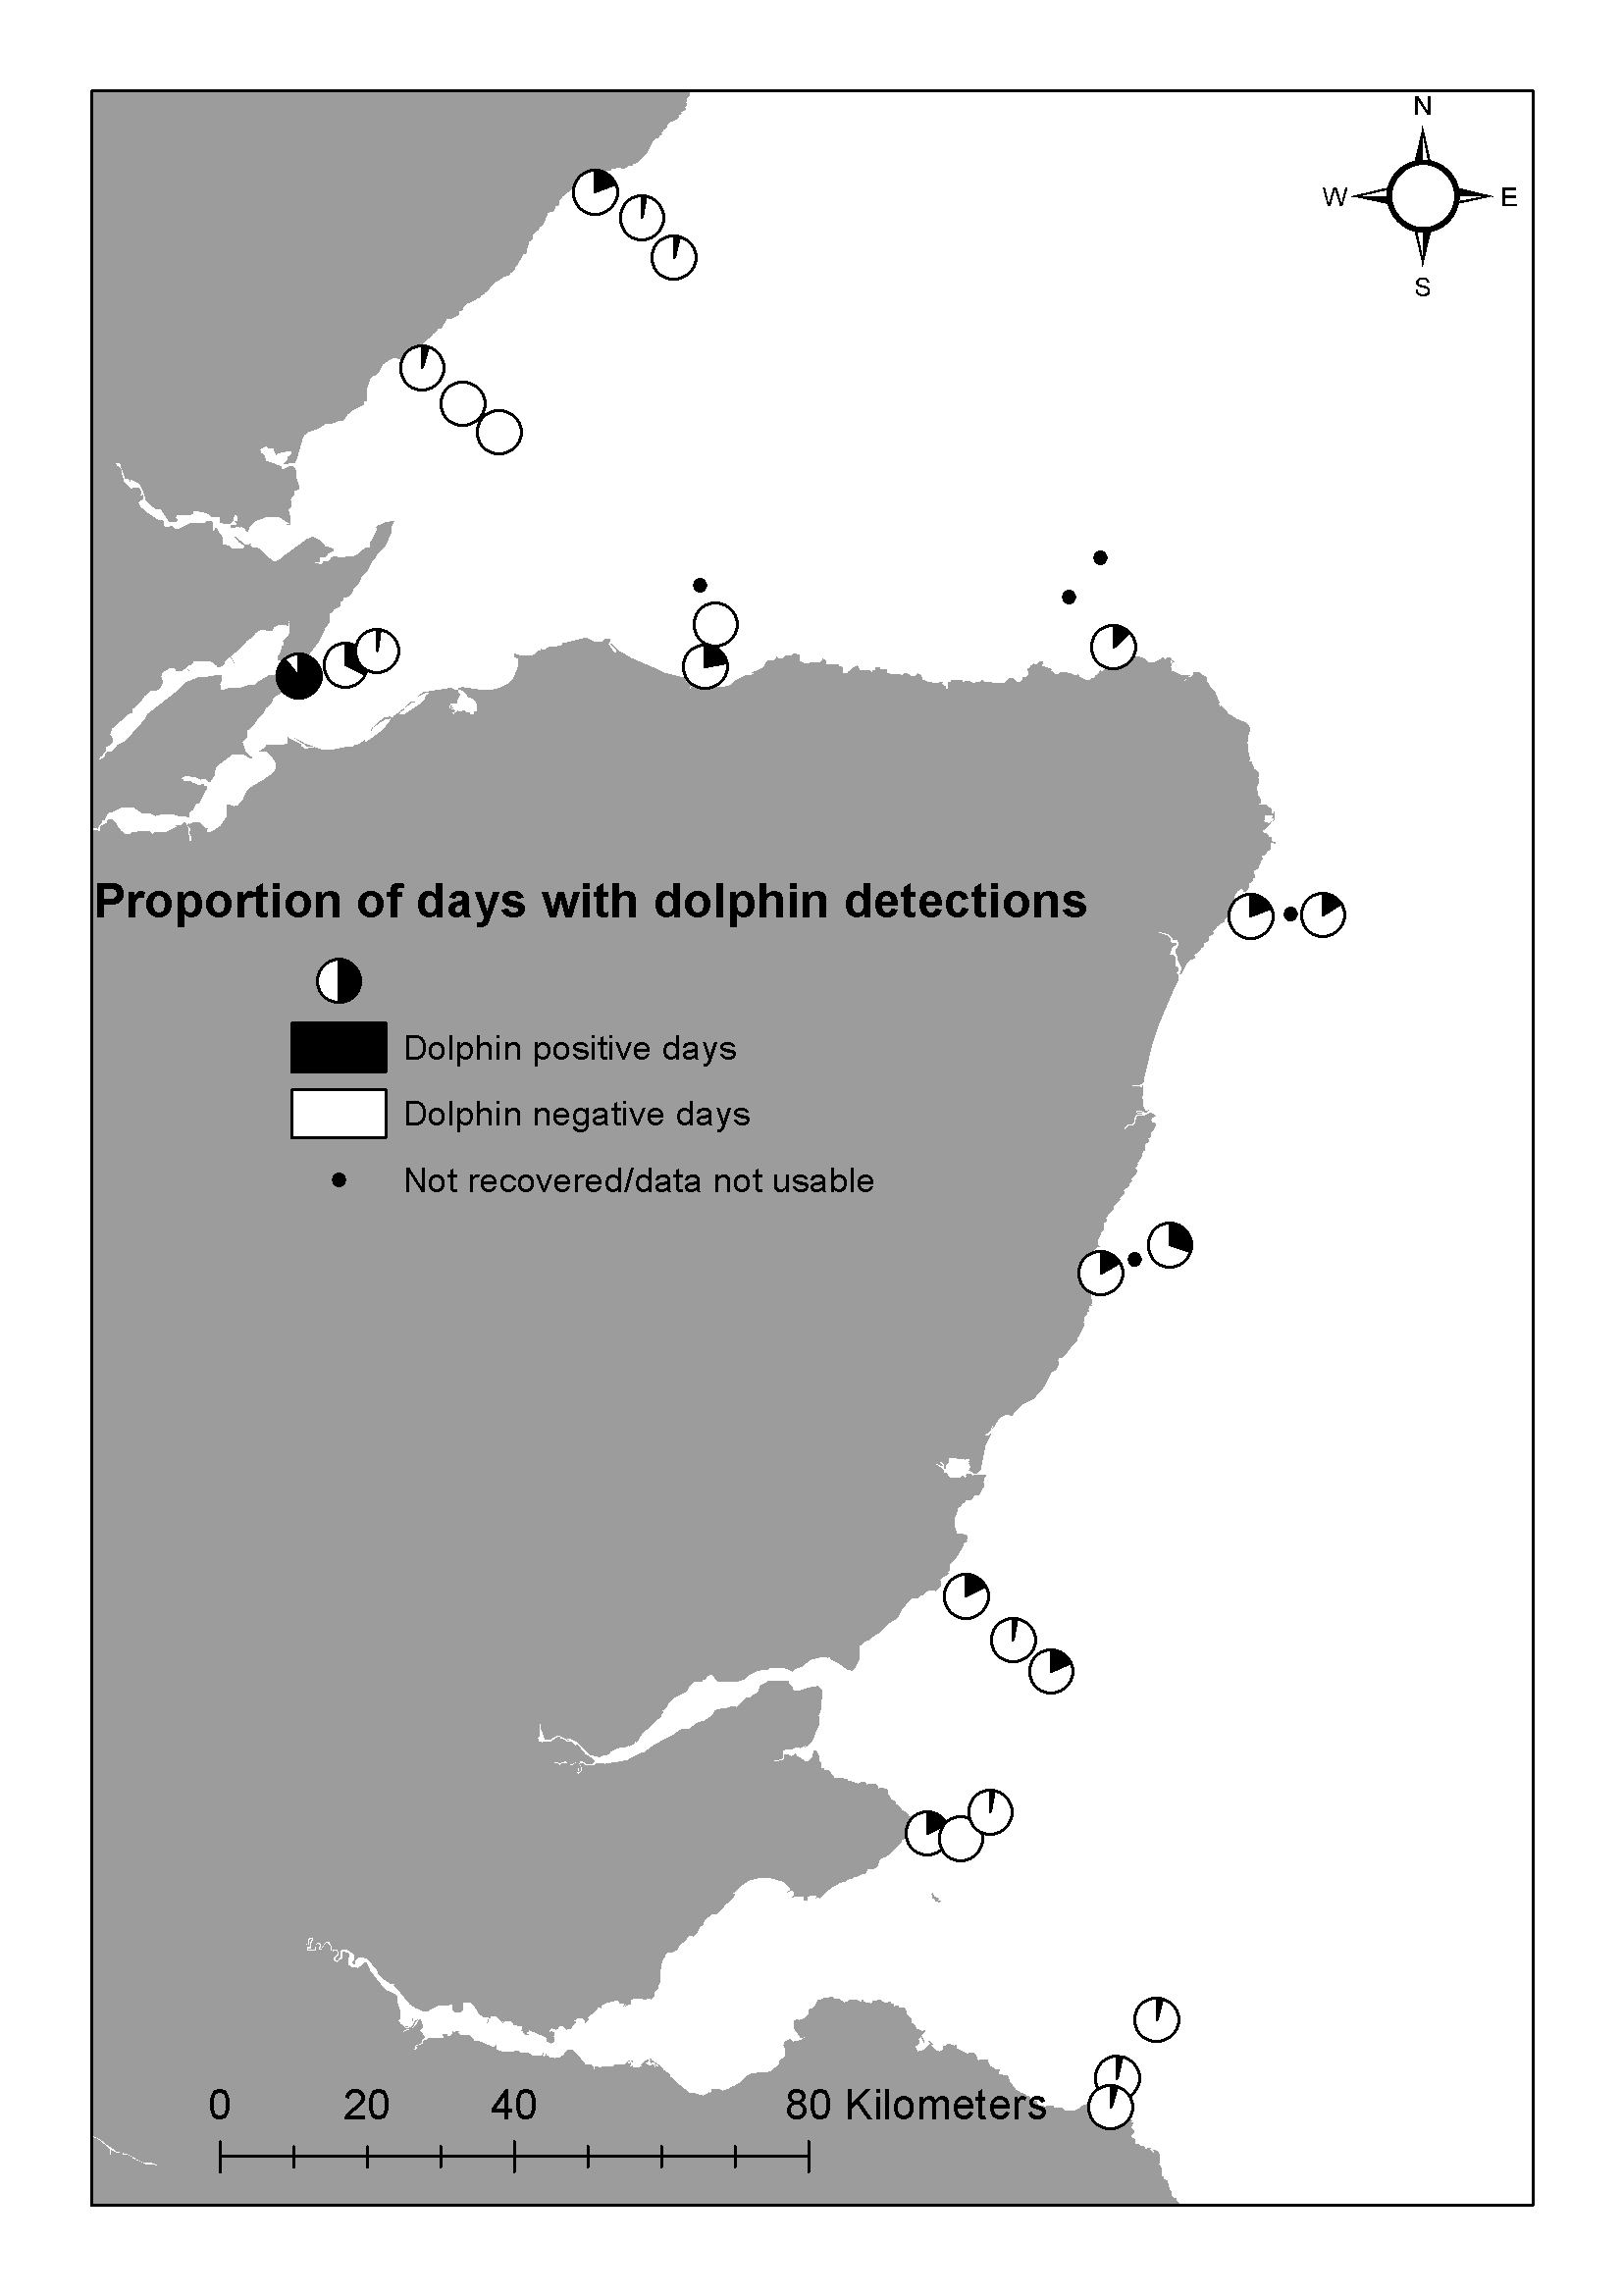 N
W E
S
Proportion of days with dolphin detections
Dolphin positive days
Dolphin negative days
Not recovered/data not usable
0 20 40 80 Kilometers